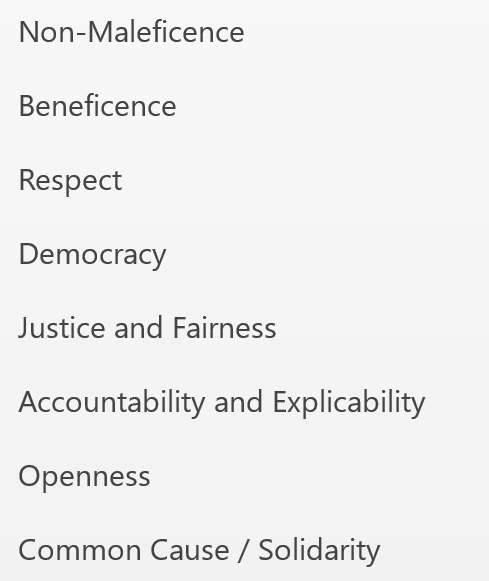 Non-Maleficence
Beneficence
Respect
Democracy
Justice and Fairness
Accountability and Explicability
Openness
Common Cause / Solidarity